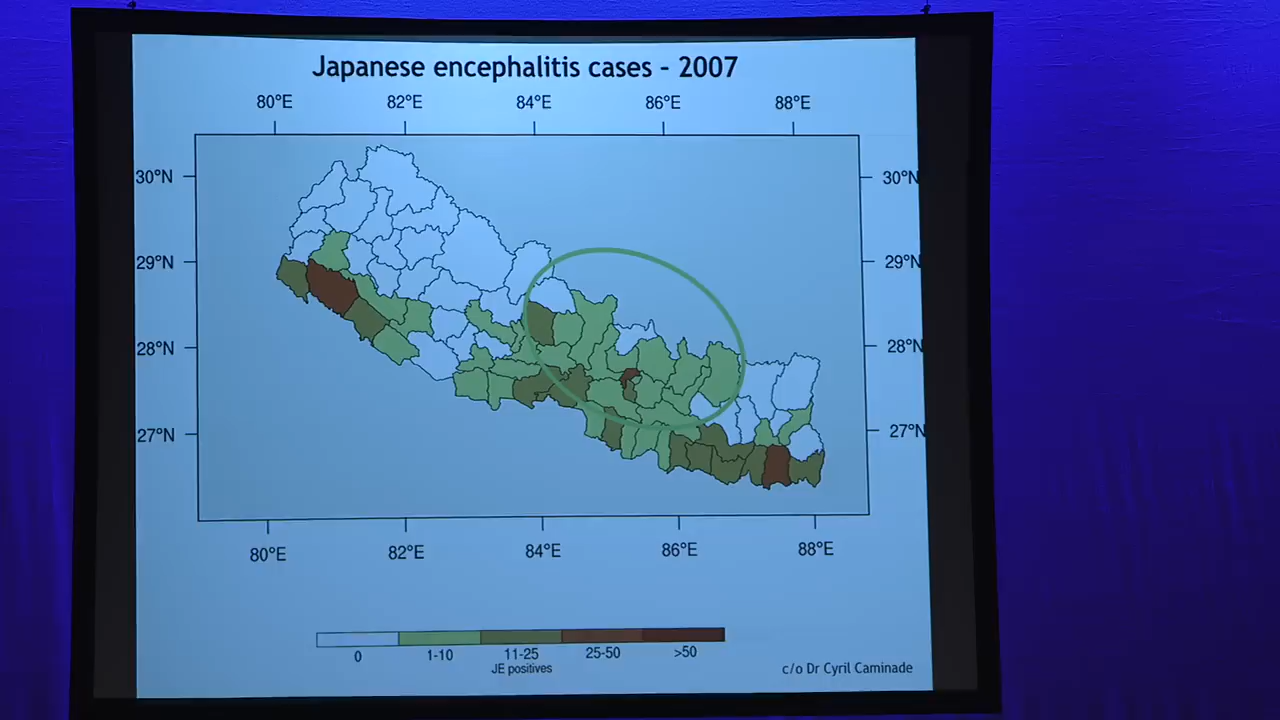 Japanese encephalitis cases - 2007
80°E 82°E 84°E 86°E 88°E
30°N 30°N
29°N 29°N
28°N 28°N
27°N 27°N
80°E 82°E 84°E 86°E 88°E
0 1-10 11-25 25-50 >50
JE positives
c/o Dr Cyril Caminade